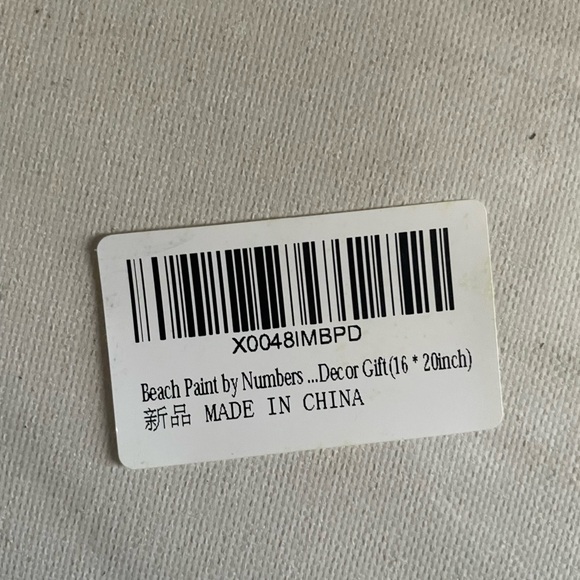 X0048IMBPD
Beach Paint by Numbers ...Decor Gift(16 * 20inch)
新品 MADE IN CHINA